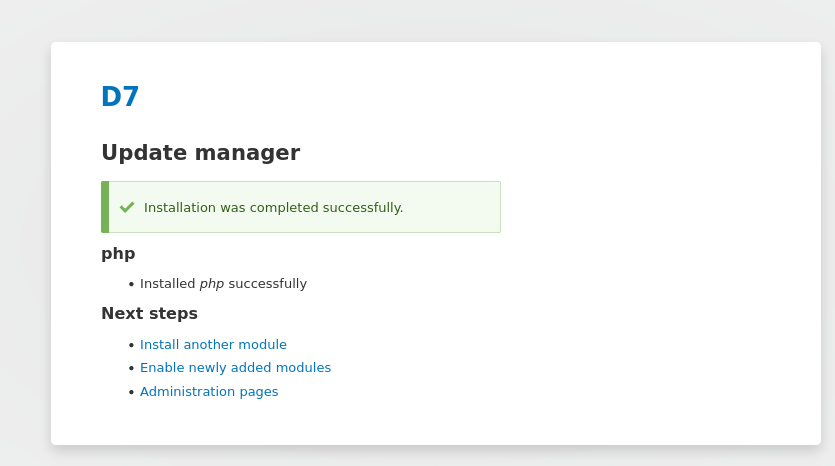 D7
Update manager
Installation was completed successfully.
php
Installed php successfully
Next steps
Install another module
Enable newly added modules
Administration pages